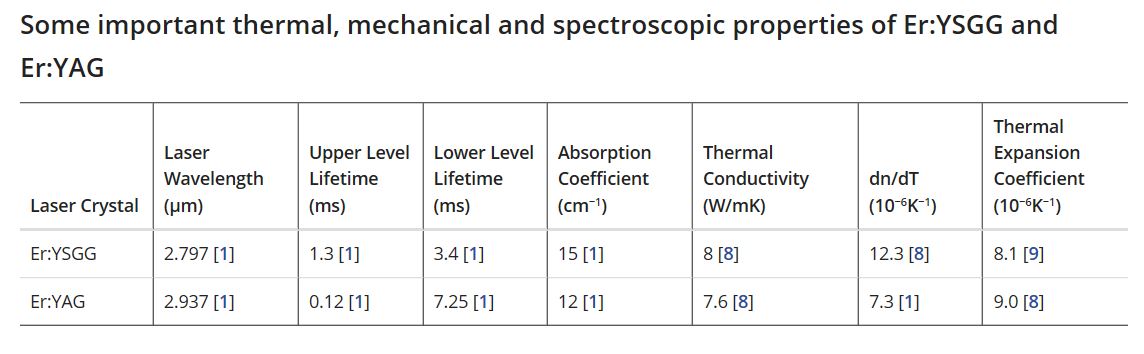 Some important thermal, mechanical and spectroscopic properties of Er:YSGG and
Er:YAG
Laser Crystal | Laser Wavelength (μm) | Upper Level Lifetime (ms) | Lower Level Lifetime (ms) | Absorption Coefficient (cm⁻¹) | Thermal Conductivity (W/mK) | dn/dT (10⁻⁶K⁻¹) | Thermal Expansion Coefficient (10⁻⁶K⁻¹)
Er:YSGG | 2.797 [1] | 1.3 [1] | 3.4 [1] | 15 [1] | 8 [8] | 12.3 [8] | 8.1 [9]
Er:YAG | 2.937 [1] | 0.12 [1] | 7.25 [1] | 12 [1] | 7.6 [8] | 7.3 [1] | 9.0 [8]